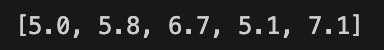 [5.0, 5.8, 6.7, 5.1, 7.1]